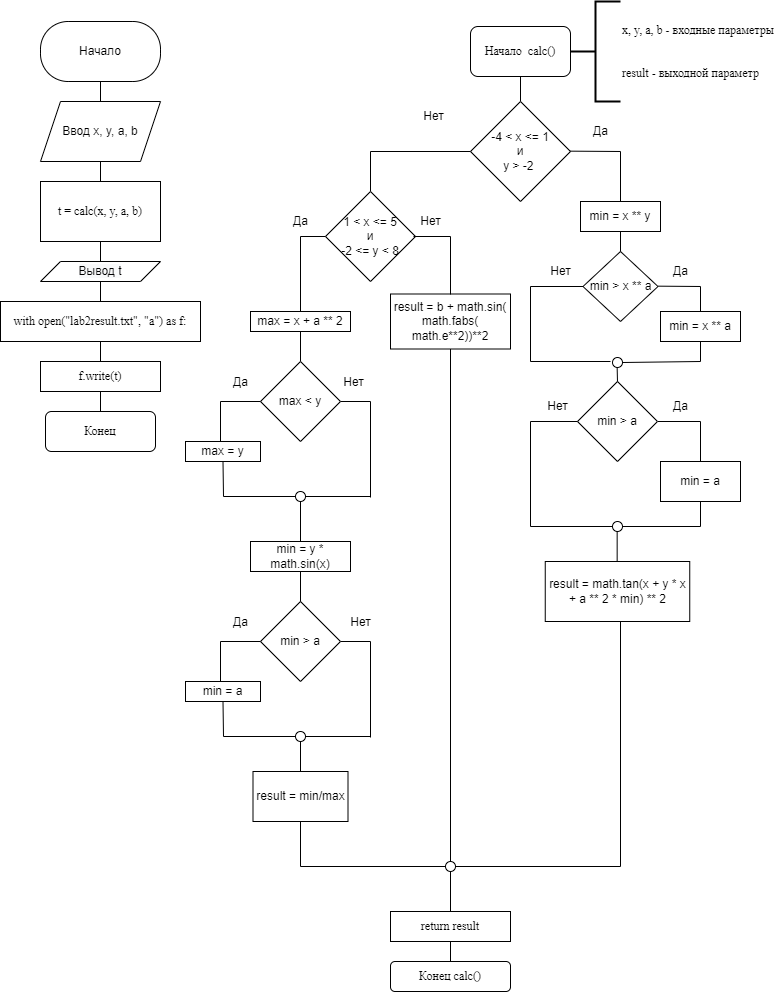 Начало
Ввод x, y, a, b
t = calc(x, y, a, b)
Вывод t
with open("lab2result.txt", "a") as f:
f.write(t)
Конец
Начало calc()
x, y, a, b - входные параметры
result - выходной параметр
-4 < x <= 1
и
y > -2
Нет
Да
1 < x <= 5
и
-2 <= y < 8
Да
Нет
max = x + a ** 2
max < y
Да
Нет
max = y
min = y *
math.sin(x)
min > a
Да
Нет
min = a
result = min/max
result = b + math.sin(
math.fabs(
math.e**2))**2
min = x ** y
min > x ** a
Нет
Да
min = x ** a
min > a
Нет
Да
min = a
result = math.tan(x + y * x
+ a ** 2 * min) ** 2
return result
Конец calc()